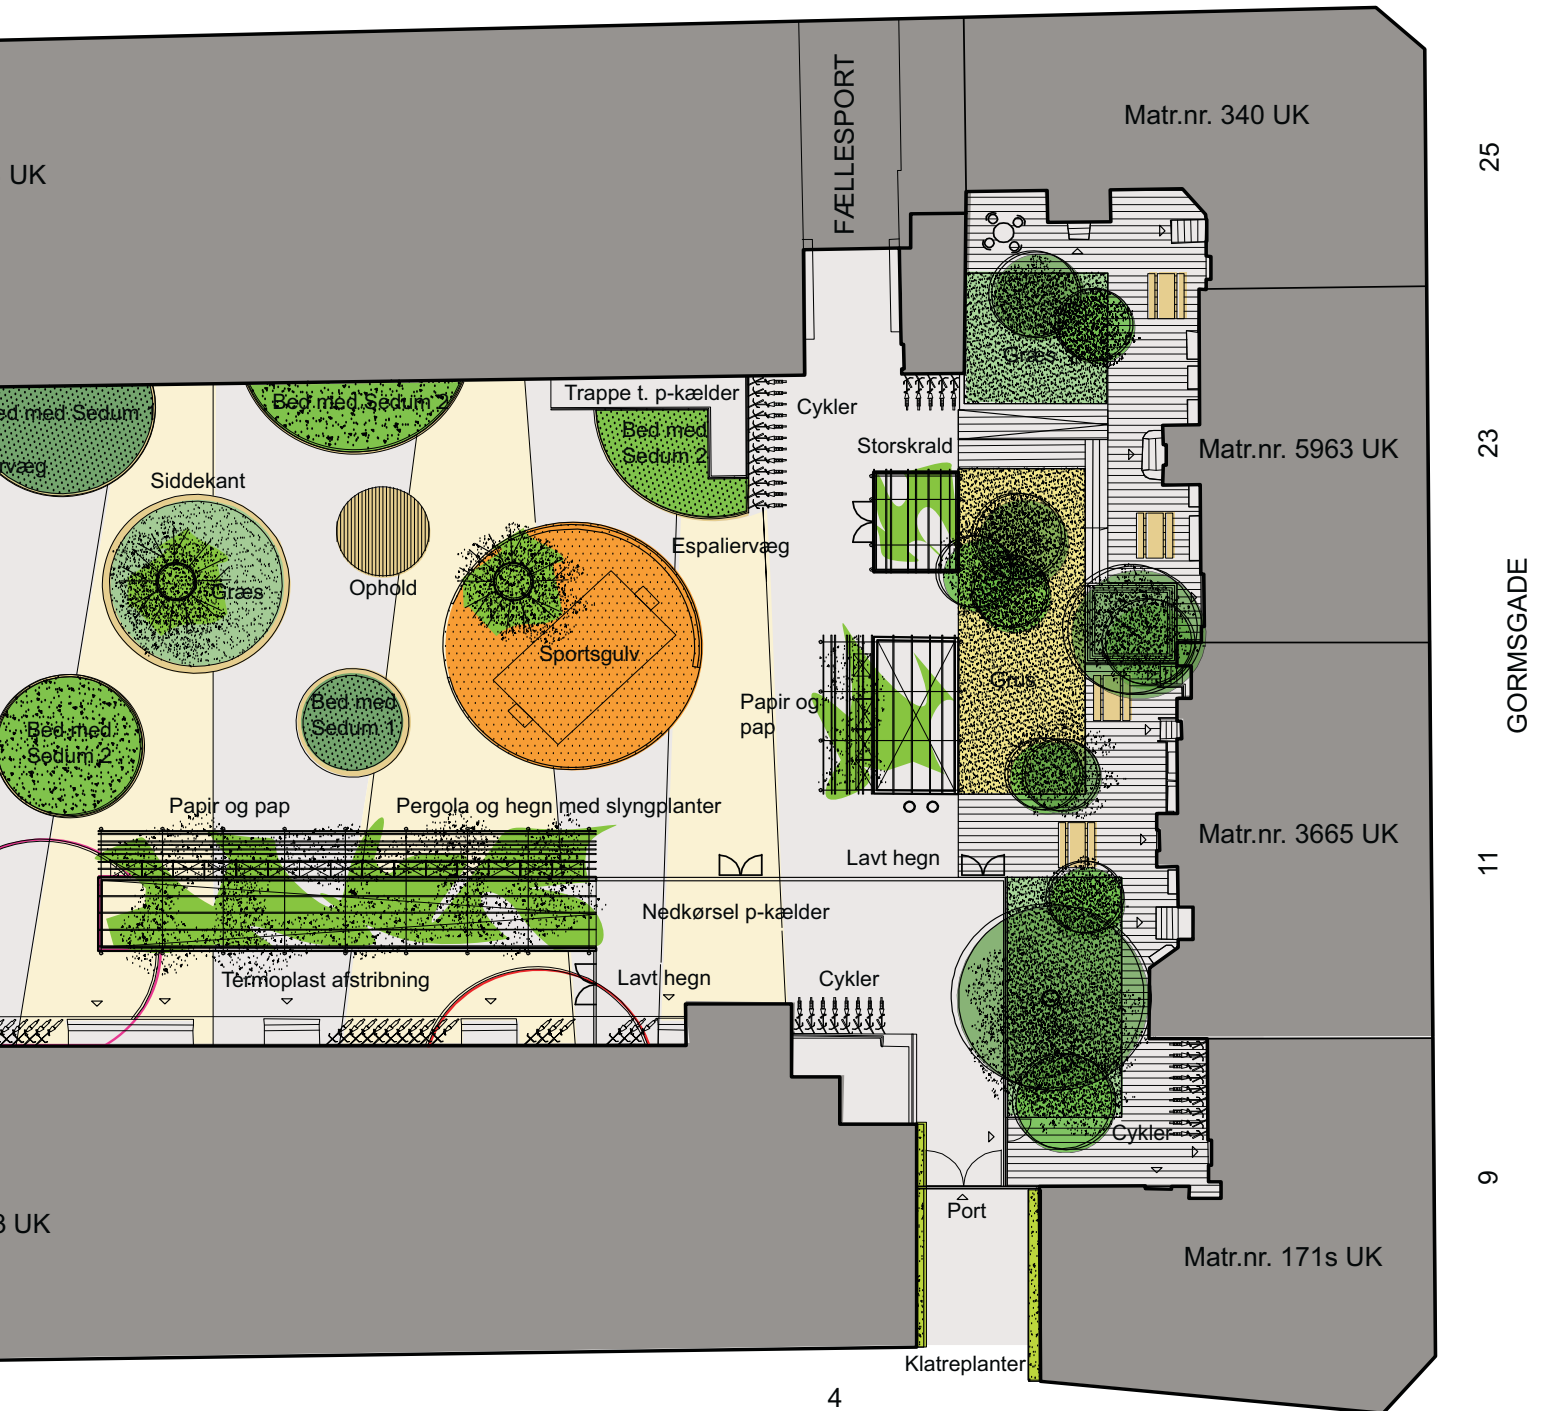 UK
FÆLLESPORT
Matr.nr. 340 UK
25
Græs
Trappe t. p-kælder
Cykler
Bed med Sedum 1
Bed med Sedum 2
Bed med
Sedum 2
Storskrald
Matr.nr. 5963 UK
23
Siddekant
Espaliervæg
Ophold
Græs
Sportsgulv
Grus
GORMSGADE
Bed med
Sedum 1
Papir og
pap
Bed med
Sedum 2
Papir og pap
Pergola og hegn med slyngplanter
Lavt hegn
Matr.nr. 3665 UK
11
Nedkørsel p-kælder
Termoplast afstribning
Lavt hegn
Cykler
Cykler
9
Port
3 UK
Matr.nr. 171s UK
Klatreplanter
4